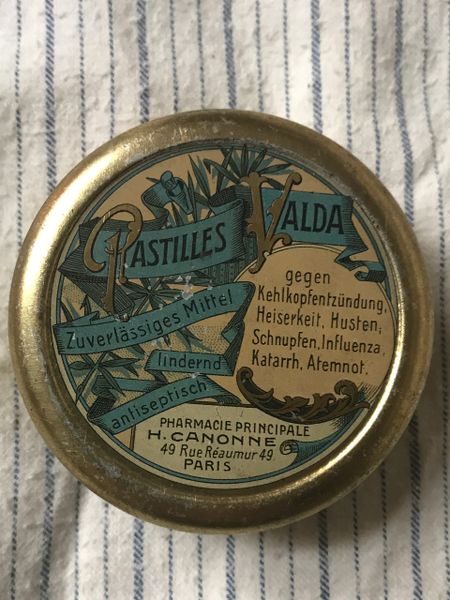 PASTILLES VALDA
Zuverlässiges Mittel
lindernd
antiseptisch
gegen
Kehlkopfentzündung,
Heiserkeit, Husten,
Schnupfen, Influenza,
Katarrh, Atemnot.
PHARMACIE PRINCIPALE
H. CANONNE
49 Rue Réaumur 49
PARIS